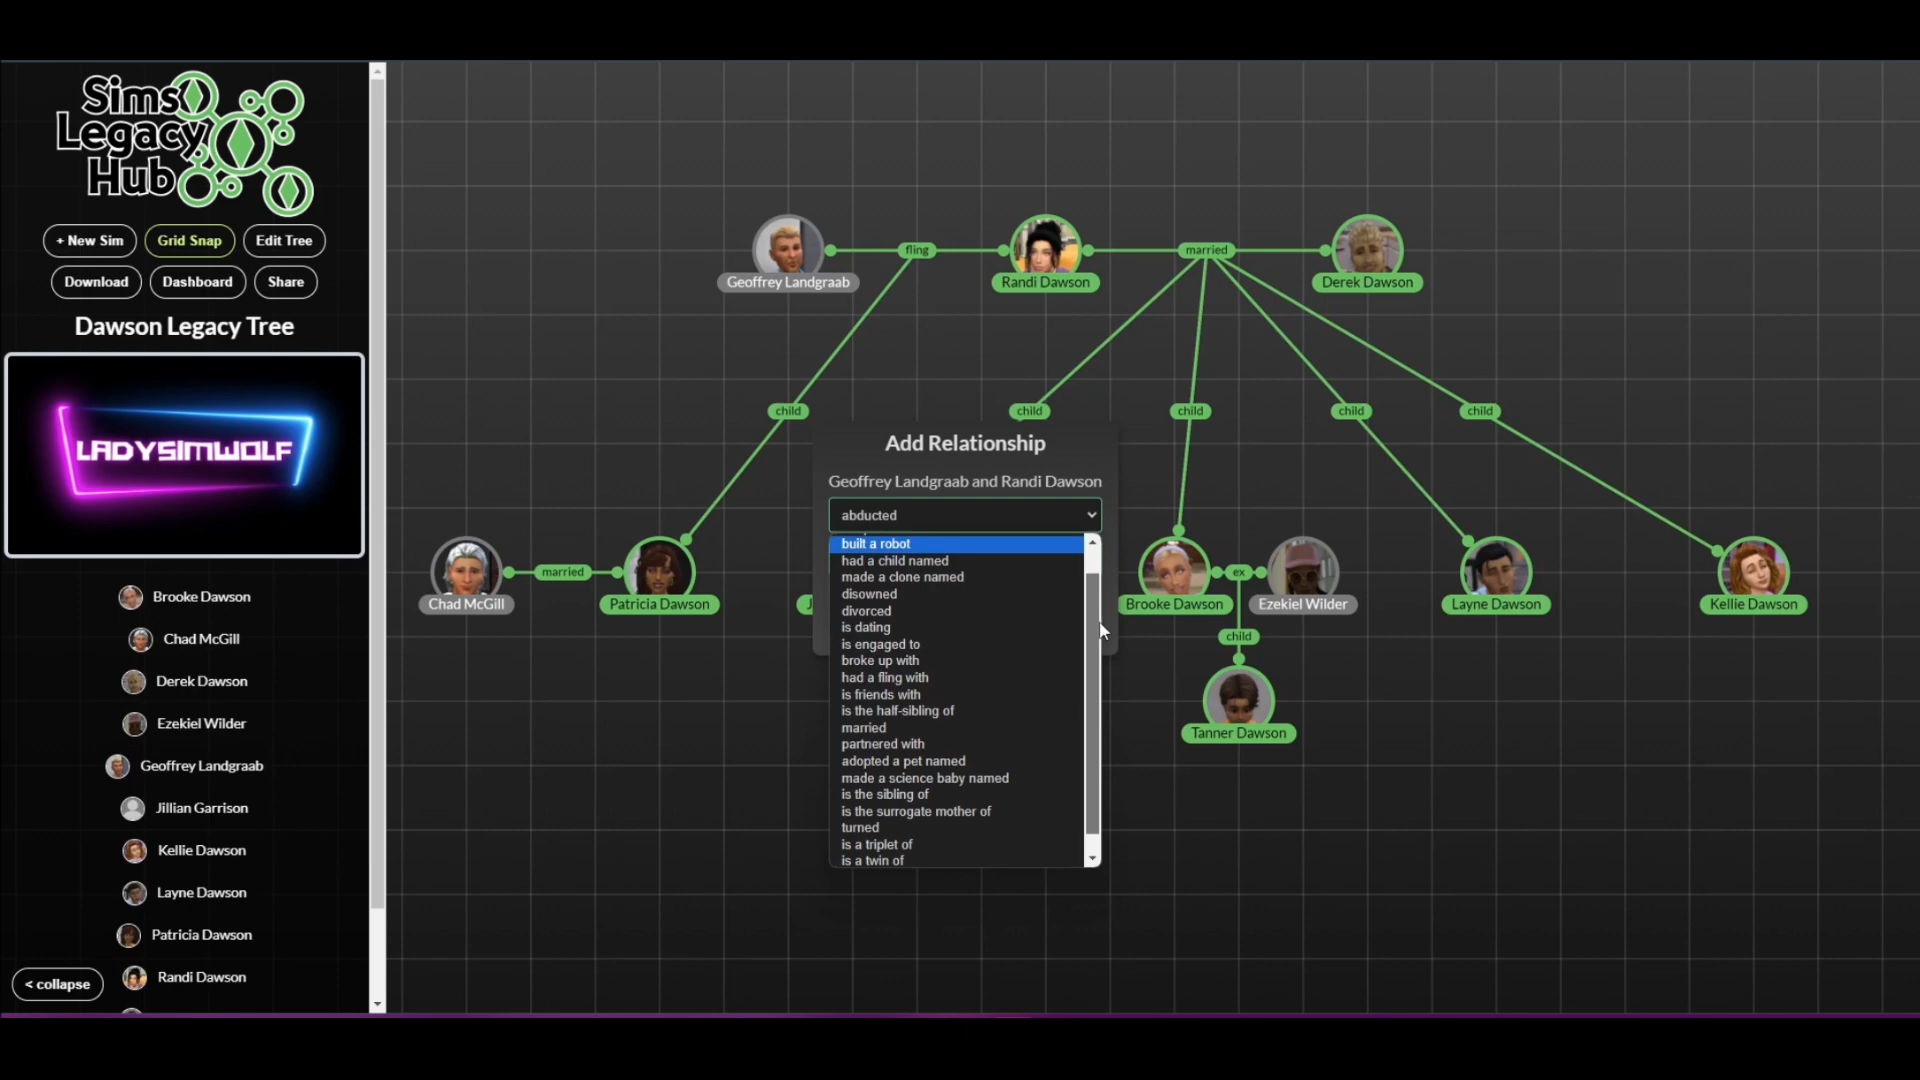 Sims
Legacy
Hub
+ New Sim
Grid Snap
Edit Tree
Download
Dashboard
Share
Dawson Legacy Tree
LADYSIMWOLF
Brooke Dawson
Chad McGill
Derek Dawson
Ezekiel Wilder
Geoffrey Landgraab
Jillian Garrison
Kellie Dawson
Layne Dawson
Patricia Dawson
Randi Dawson
< collapse
fling
married
Geoffrey Landgraab
Randi Dawson
Derek Dawson
child
child
child
child
child
Add Relationship
Geoffrey Landgraab and Randi Dawson
abducted
built a robot
had a child named
made a clone named
disowned
divorced
is dating
is engaged to
broke up with
had a fling with
is friends with
is the half-sibling of
married
partnered with
adopted a pet named
made a science baby named
is the sibling of
is the surrogate mother of
turned
is a triplet of
is a twin of
married
ex
Chad McGill
Patricia Dawson
J
Brooke Dawson
Ezekiel Wilder
Layne Dawson
Kellie Dawson
child
Tanner Dawson